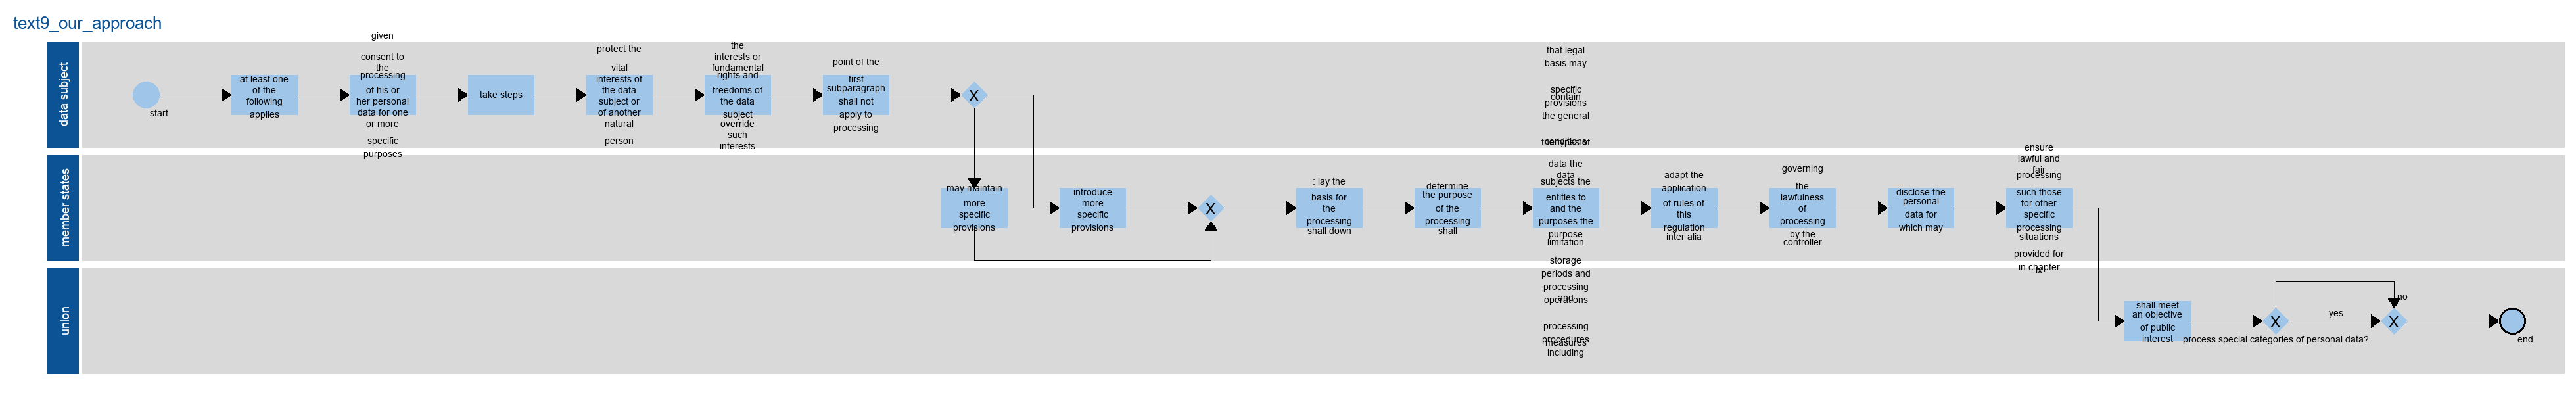 text9_our_approach
data subject
start
at least one
of the
following
applies
given
consent to
the
processing
of his or
her personal
data for one
or more
specific
purposes
take steps
protect the
vital
interests of
the data
subject or
of another
natural
person
the
interests or
fundamental
rights and
freedoms of
the data
subject
override
such
interests
point of the
first
subparagraph
shall not
apply to
processing
X
member states
may maintain
more
specific
provisions
introduce
more
specific
provisions
X
: lay the
basis for
the
processing
shall down
determine
the purpose
of the
processing
shall
that legal
basis may
specific
contain
provisions
the general
conditions
the types of
data the
data
subjects the
entities to
and the
purposes the
purpose
limitation
storage
periods and
processing
and
operations
processing
procedures
measures
including
adapt the
application
of rules of
this
regulation
inter alia
governing
the
lawfulness
of
processing
by the
controller
disclose the
personal
data for
which may
ensure
lawful and
fair
processing
such those
for other
specific
processing
situations
provided for
in chapter
ix
union
shall meet
an objective
of public
interest
X
process special categories of personal data?
yes
no
X
end